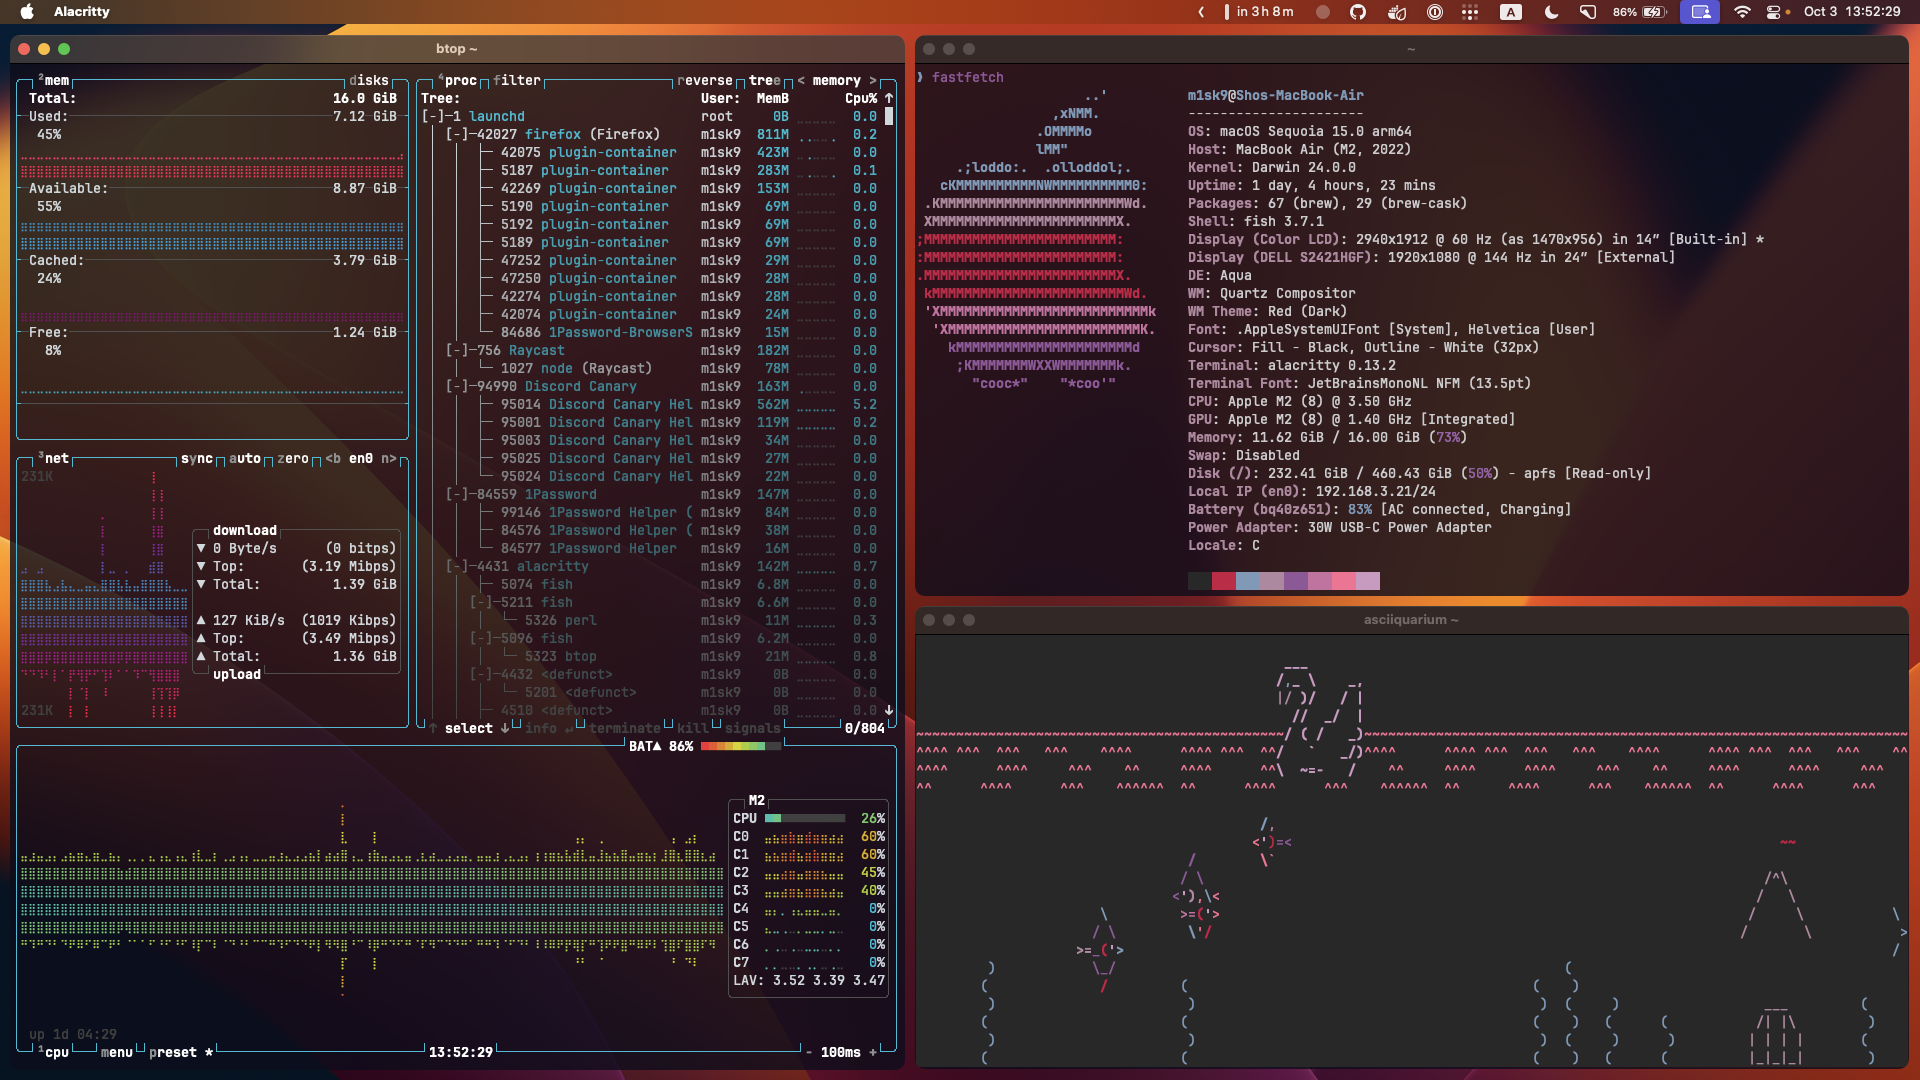 Alacritty
in 3h 8m
A
86%
Oct 3 13:52:29
btop ~
²mem
disks
Total: 16.0 GiB
Used: 7.12 GiB
45%
Available: 8.87 GiB
55%
Cached: 3.79 GiB
24%
Free: 1.24 GiB
8%
³net
sync auto zero <b en0 n>
231K
download
▼ 0 Byte/s (0 bitps)
▼ Top: (3.19 Mibps)
▼ Total: 1.39 GiB
▲ 127 KiB/s (1019 Kibps)
▲ Top: (3.49 Mibps)
▲ Total: 1.36 GiB
upload
231K
⁴proc filter reverse tree < memory >
Tree: User: MemB Cpu% ↑
[-]─1 launchd root 0B 0.0
[-]─42027 firefox (Firefox) m1sk9 811M 0.2
├─ 42075 plugin-container m1sk9 423M 0.0
├─ 5187 plugin-container m1sk9 283M 0.1
├─ 42269 plugin-container m1sk9 153M 0.0
├─ 5190 plugin-container m1sk9 69M 0.0
├─ 5192 plugin-container m1sk9 69M 0.0
├─ 5189 plugin-container m1sk9 69M 0.0
├─ 47252 plugin-container m1sk9 29M 0.0
├─ 47250 plugin-container m1sk9 28M 0.0
├─ 42274 plugin-container m1sk9 28M 0.0
├─ 42074 plugin-container m1sk9 24M 0.0
└─ 84686 1Password-BrowserS m1sk9 15M 0.0
[-]─756 Raycast m1sk9 182M 0.0
└─ 1027 node (Raycast) m1sk9 78M 0.0
[-]─94990 Discord Canary m1sk9 163M 0.0
├─ 95014 Discord Canary Hel m1sk9 562M 5.2
├─ 95001 Discord Canary Hel m1sk9 119M 0.2
├─ 95003 Discord Canary Hel m1sk9 34M 0.0
├─ 95025 Discord Canary Hel m1sk9 27M 0.0
└─ 95024 Discord Canary Hel m1sk9 22M 0.0
[-]─84559 1Password m1sk9 147M 0.0
├─ 99146 1Password Helper ( m1sk9 84M 0.0
├─ 84576 1Password Helper ( m1sk9 38M 0.0
└─ 84577 1Password Helper m1sk9 16M 0.0
[-]─4431 alacritty m1sk9 142M 0.7
├─ 5074 fish m1sk9 6.8M 0.0
[-]─5211 fish m1sk9 6.6M 0.0
└─ 5326 perl m1sk9 11M 0.3
[-]─5096 fish m1sk9 6.2M 0.0
└─ 5323 btop m1sk9 21M 0.8
[-]─4432 <defunct> m1sk9 0B 0.0
└─ 5201 <defunct> m1sk9 0B 0.0
├─ 4510 <defunct> m1sk9 0B 0.0
↑ select ↓ info ↵ terminate kill signals 0/804
BAT▲ 86%
M2
CPU 26%
C0 60%
C1 60%
C2 45%
C3 40%
C4 0%
C5 0%
C6 0%
C7 0%
LAV: 3.52 3.39 3.47
up 1d 04:29
¹cpu menu preset * 13:52:29 - 100ms +
~
❯ fastfetch
..'
,xNMM.
.OMMMMo
lMM"
.;loddo:. .olloddol;.
cKMMMMMMMMMMNWMMMMMMMMMM0:
.KMMMMMMMMMMMMMMMMMMMMMMMWd.
XMMMMMMMMMMMMMMMMMMMMMMMX.
;MMMMMMMMMMMMMMMMMMMMMMMM:
:MMMMMMMMMMMMMMMMMMMMMMMM:
.MMMMMMMMMMMMMMMMMMMMMMMMX.
kMMMMMMMMMMMMMMMMMMMMMMMMWd.
'XMMMMMMMMMMMMMMMMMMMMMMMMMMk
'XMMMMMMMMMMMMMMMMMMMMMMMMK.
kMMMMMMMMMMMMMMMMMMMMMMd
;KMMMMMMMWXXWMMMMMMMk.
"cooc*" "*coo'"
m1sk9@Shos-MacBook-Air
----------------------
OS: macOS Sequoia 15.0 arm64
Host: MacBook Air (M2, 2022)
Kernel: Darwin 24.0.0
Uptime: 1 day, 4 hours, 23 mins
Packages: 67 (brew), 29 (brew-cask)
Shell: fish 3.7.1
Display (Color LCD): 2940x1912 @ 60 Hz (as 1470x956) in 14″ [Built-in] *
Display (DELL S2421HGF): 1920x1080 @ 144 Hz in 24″ [External]
DE: Aqua
WM: Quartz Compositor
WM Theme: Red (Dark)
Font: .AppleSystemUIFont [System], Helvetica [User]
Cursor: Fill - Black, Outline - White (32px)
Terminal: alacritty 0.13.2
Terminal Font: JetBrainsMonoNL NFM (13.5pt)
CPU: Apple M2 (8) @ 3.50 GHz
GPU: Apple M2 (8) @ 1.40 GHz [Integrated]
Memory: 11.62 GiB / 16.00 GiB (73%)
Swap: Disabled
Disk (/): 232.41 GiB / 460.43 GiB (50%) - apfs [Read-only]
Local IP (en0): 192.168.3.21/24
Battery (bq40z651): 83% [AC connected, Charging]
Power Adapter: 30W USB-C Power Adapter
Locale: C
asciiquarium ~